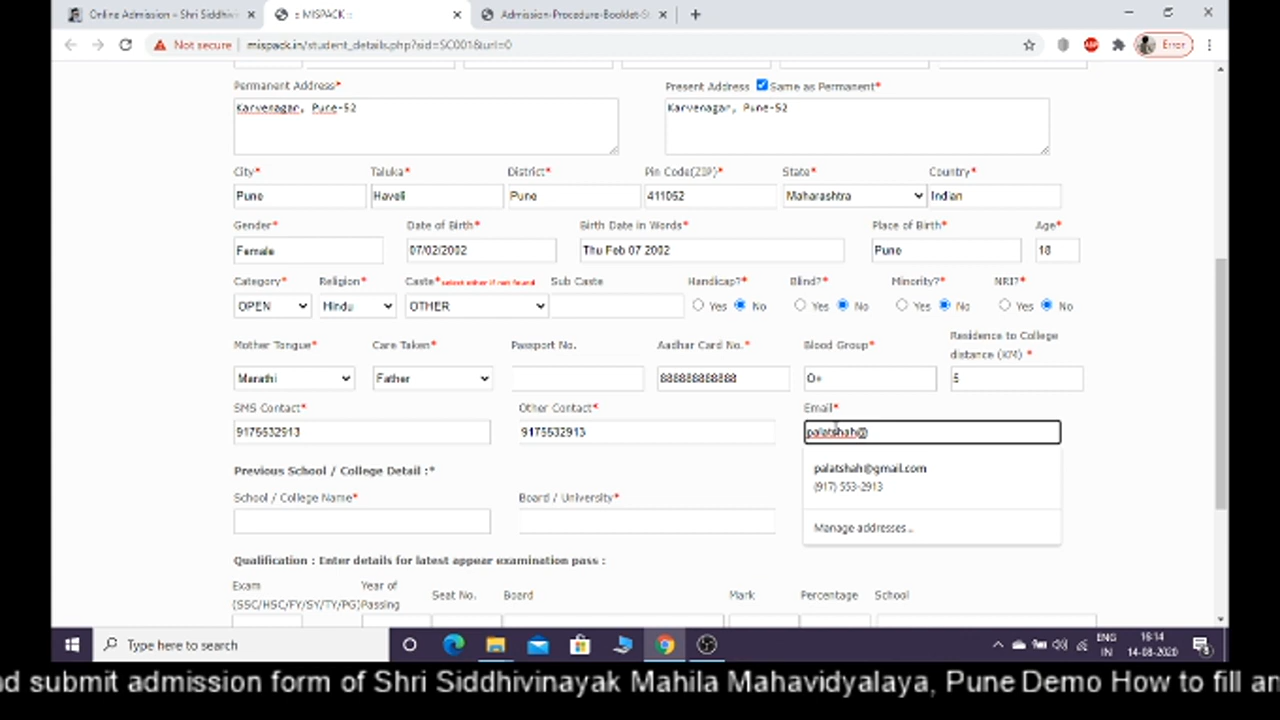 Online Admission – Shri Siddhivi
:: MISPACK ::
Admission-Procedure-Booklet-S
Not secure mispack.in/student_details.php?sid=SC001&url=0
Error
Permanent Address*
Present Address Same as Permanent*
Karvenagar, Pune-52
Karvenagar, Pune-52
City* Taluka* District* Pin Code(ZIP)* State* Country*
Pune Haveli Pune 411052 Maharashtra Indian
Gender* Date of Birth* Birth Date in Words* Place of Birth* Age*
Female 07/02/2002 Thu Feb 07 2002 Pune 18
Category* Religion* Caste*select other if not found Sub Caste Handicap?* Blind?* Minority?* NRI?*
OPEN Hindu OTHER Yes No Yes No Yes No Yes No
Residence to College
Mother Tongue* Care Taken* Passport No. Aadhar Card No.* Blood Group* distance (KM) *
Marathi Father 888888888888 O+ 5
SMS Contact* Other Contact* Email*
9175532913 9175532913 palatshah@
palatshah@gmail.com
(917) 553-2913
Manage addresses...
Previous School / College Detail :*
School / College Name* Board / University*
Qualification : Enter details for latest appear examination pass :
Exam Year of
(SSC/HSC/FY/SY/TY/PG)Passing Seat No. Board Mark Percentage School
Type here to search
ENG
IN
16:14
14-08-2020
nd submit admission form of Shri Siddhivinayak Mahila Mahavidyalaya, Pune Demo How to fill an